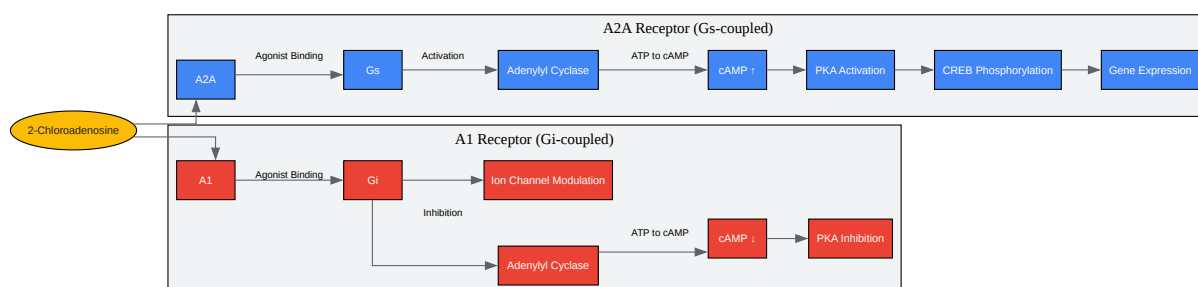 A2A Receptor (Gs-coupled)
Agonist Binding
Activation
ATP to cAMP
A2A
Gs
Adenylyl Cyclase
cAMP ↑
PKA Activation
CREB Phosphorylation
Gene Expression
2-Chloroadenosine
A1 Receptor (Gi-coupled)
Agonist Binding
A1
Gi
Ion Channel Modulation
Inhibition
ATP to cAMP
Adenylyl Cyclase
cAMP ↓
PKA Inhibition